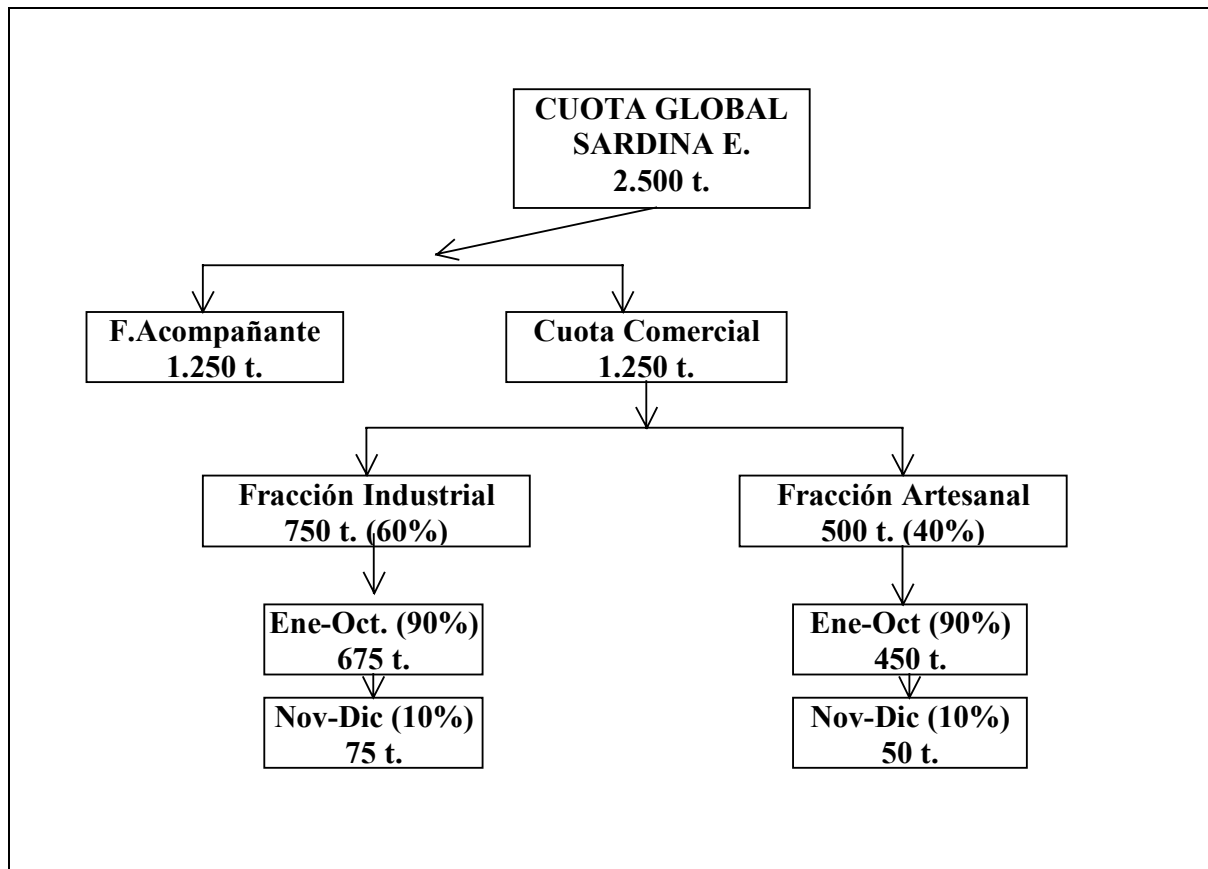 CUOTA GLOBAL
SARDINA E.
2.500 t.
F.Acompañante
1.250 t.
Cuota Comercial
1.250 t.
Fracción Industrial
750 t. (60%)
Fracción Artesanal
500 t. (40%)
Ene-Oct. (90%)
675 t.
Ene-Oct (90%)
450 t.
Nov-Dic (10%)
75 t.
Nov-Dic (10%)
50 t.